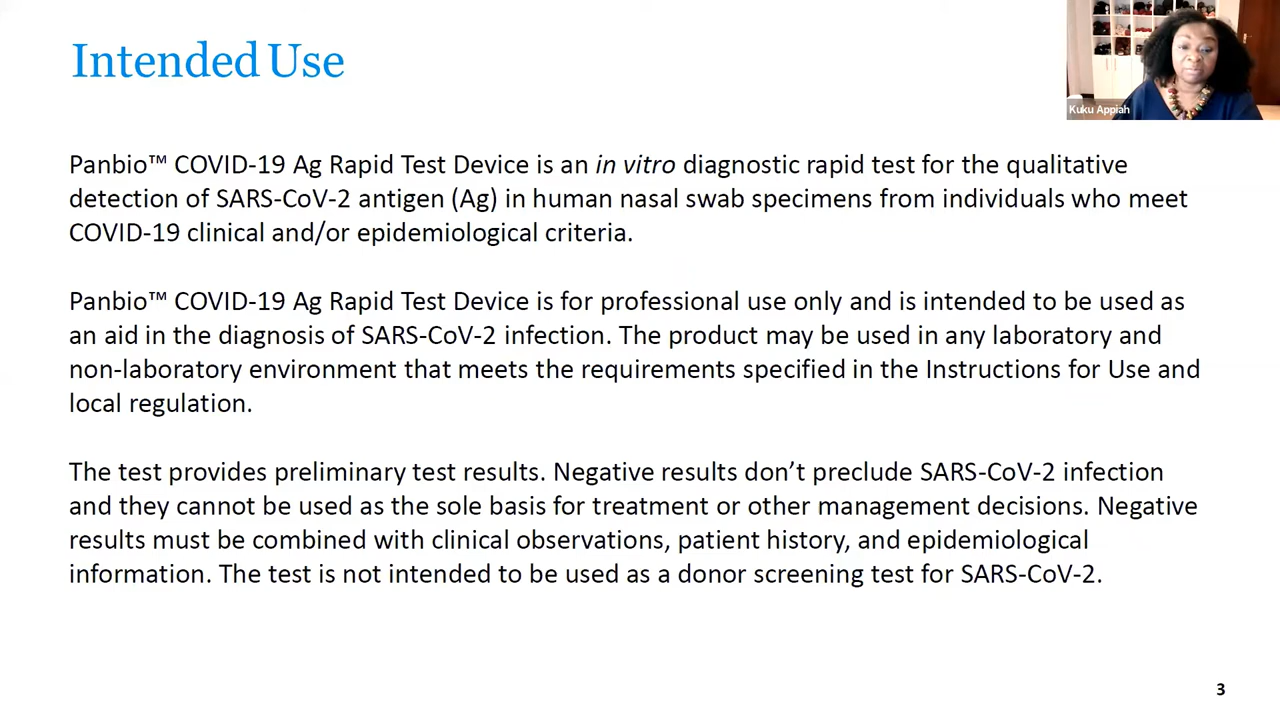 Intended Use
Kuku Appiah
Panbio™ COVID-19 Ag Rapid Test Device is an in vitro diagnostic rapid test for the qualitative
detection of SARS-CoV-2 antigen (Ag) in human nasal swab specimens from individuals who meet
COVID-19 clinical and/or epidemiological criteria.
Panbio™ COVID-19 Ag Rapid Test Device is for professional use only and is intended to be used as
an aid in the diagnosis of SARS-CoV-2 infection. The product may be used in any laboratory and
non-laboratory environment that meets the requirements specified in the Instructions for Use and
local regulation.
The test provides preliminary test results. Negative results don’t preclude SARS-CoV-2 infection
and they cannot be used as the sole basis for treatment or other management decisions. Negative
results must be combined with clinical observations, patient history, and epidemiological
information. The test is not intended to be used as a donor screening test for SARS-CoV-2.
3